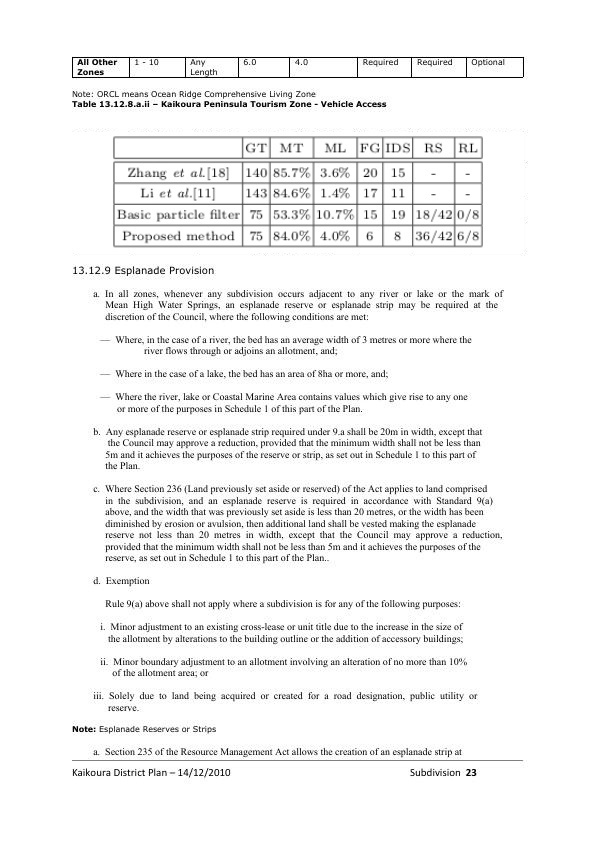 All Other Zones 1 - 10 Any Length 6.0 4.0 Required Required Optional
Note: ORCL means Ocean Ridge Comprehensive Living Zone
Table 13.12.8.a.ii – Kaikoura Peninsula Tourism Zone - Vehicle Access
GT MT ML FG IDS RS RL
Zhang et al.[18] 140 85.7% 3.6% 20 15 - -
Li et al.[11] 143 84.6% 1.4% 17 11 - -
Basic particle filter 75 53.3% 10.7% 15 19 18/42 0/8
Proposed method 75 84.0% 4.0% 6 8 36/42 6/8
13.12.9 Esplanade Provision
a. In all zones, whenever any subdivision occurs adjacent to any river or lake or the mark of
Mean High Water Springs, an esplanade reserve or esplanade strip may be required at the
discretion of the Council, where the following conditions are met:
— Where, in the case of a river, the bed has an average width of 3 metres or more where the
river flows through or adjoins an allotment, and;
— Where in the case of a lake, the bed has an area of 8ha or more, and;
— Where the river, lake or Coastal Marine Area contains values which give rise to any one
or more of the purposes in Schedule 1 of this part of the Plan.
b. Any esplanade reserve or esplanade strip required under 9.a shall be 20m in width, except that
the Council may approve a reduction, provided that the minimum width shall not be less than
5m and it achieves the purposes of the reserve or strip, as set out in Schedule 1 to this part of
the Plan.
c. Where Section 236 (Land previously set aside or reserved) of the Act applies to land comprised
in the subdivision, and an esplanade reserve is required in accordance with Standard 9(a)
above, and the width that was previously set aside is less than 20 metres, or the width has been
diminished by erosion or avulsion, then additional land shall be vested making the esplanade
reserve not less than 20 metres in width, except that the Council may approve a reduction,
provided that the minimum width shall not be less than 5m and it achieves the purposes of the
reserve, as set out in Schedule 1 to this part of the Plan..
d. Exemption
Rule 9(a) above shall not apply where a subdivision is for any of the following purposes:
i. Minor adjustment to an existing cross-lease or unit title due to the increase in the size of
the allotment by alterations to the building outline or the addition of accessory buildings;
ii. Minor boundary adjustment to an allotment involving an alteration of no more than 10%
of the allotment area; or
iii. Solely due to land being acquired or created for a road designation, public utility or
reserve.
Note: Esplanade Reserves or Strips
a. Section 235 of the Resource Management Act allows the creation of an esplanade strip at
Kaikoura District Plan – 14/12/2010 Subdivision 23